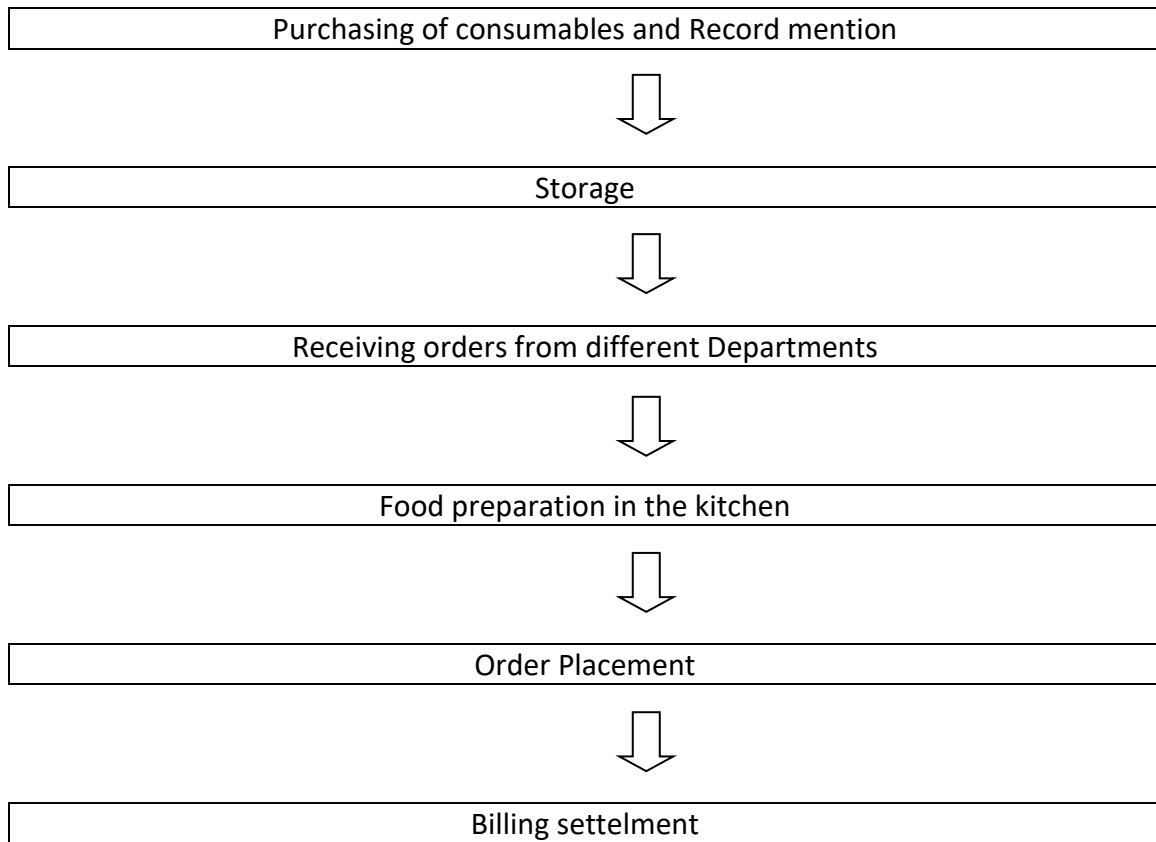 Purchasing of consumables and Record mention
Storage
Receiving orders from different Departments
Food preparation in the kitchen
Order Placement
Billing settelment